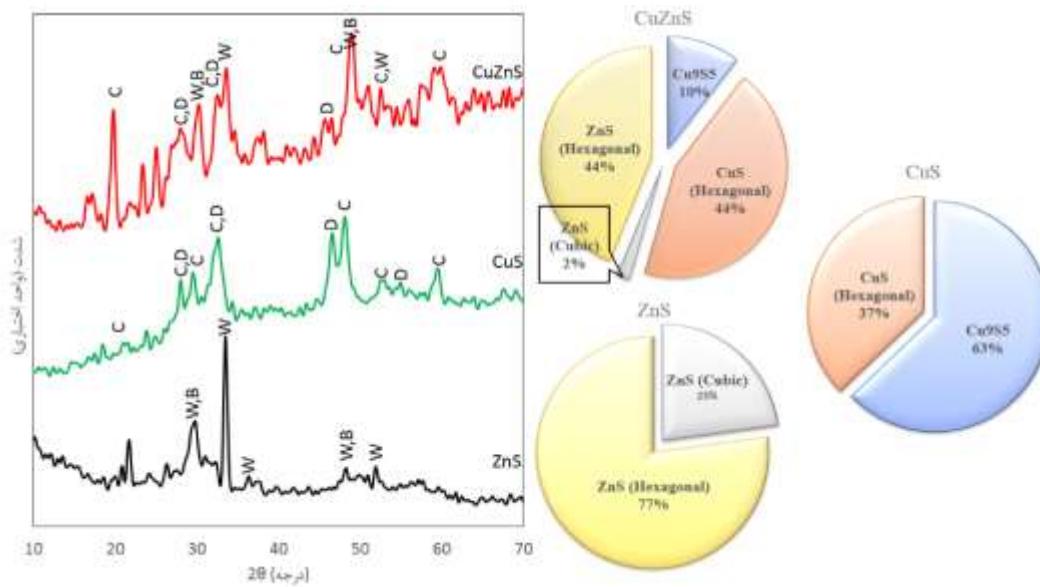 شدت (واحد اختیاری)
CuZnS
C
C,D
W,B
C,D
W
D
C
W,B
C,W
C
CuS
C
C,D
C
C,D
D
C
C
D
C
ZnS
W,B
W
W
W,B
W
10
20
30
40
50
60
70
2θ (درجه)
CuZnS
Cu9S5
10%
CuS
(Hexagonal)
44%
ZnS
(Cubic)
2%
ZnS
(Hexagonal)
44%
ZnS
ZnS (Cubic)
23%
ZnS (Hexagonal)
77%
CuS
CuS
(Hexagonal)
37%
Cu9S5
63%